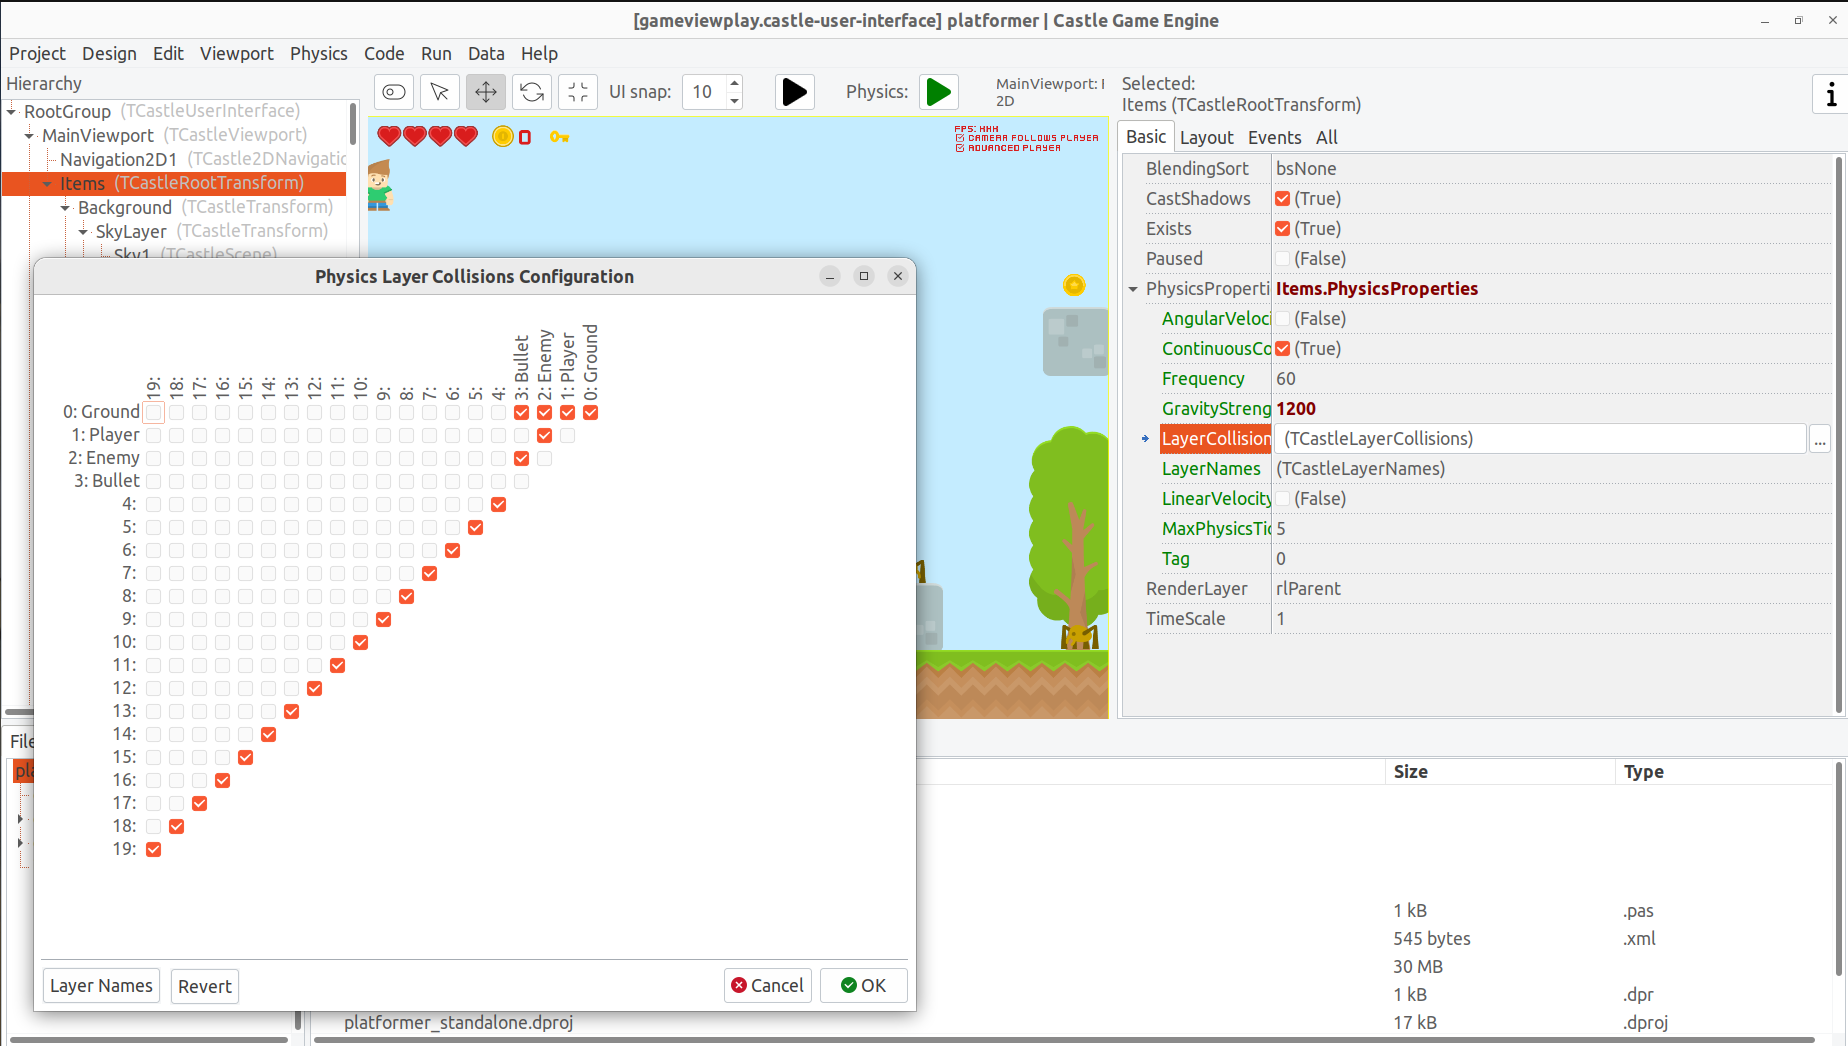 [gameviewplay.castle-user-interface] platformer | Castle Game Engine
Project Design Edit Viewport Physics Code Run Data Help
Hierarchy
RootGroup (TCastleUserInterface)
MainViewport (TCastleViewport)
Navigation2D1 (TCastle2DNavigatic
Items (TCastleRootTransform)
Background (TCastleTransform)
SkyLayer (TCastleTransform)
Sky1 (TCastleScene)
UI snap: 10
Physics:
MainViewport: F
2D
0
FPS: HHH
CAMERA FOLLOWS PLAYER
ADVANCED PLAYER
Selected:
Items (TCastleRootTransform)
i
Basic Layout Events All
BlendingSort bsNone
CastShadows (True)
Exists (True)
Paused (False)
PhysicsProperti Items.PhysicsProperties
AngularVeloci (False)
ContinuousCo (True)
Frequency 60
GravityStreng 1200
LayerCollision (TCastleLayerCollisions) ...
LayerNames (TCastleLayerNames)
LinearVelocity (False)
MaxPhysicsTic 5
Tag 0
RenderLayer rlParent
TimeScale 1
Physics Layer Collisions Configuration
19: 18: 17: 16: 15: 14: 13: 12: 11: 10: 9: 8: 7: 6: 5: 4: 3: Bullet 2: Enemy 1: Player 0: Ground
0: Ground
1: Player
2: Enemy
3: Bullet
4:
5:
6:
7:
8:
9:
10:
11:
12:
13:
14:
15:
16:
17:
18:
19:
Layer Names Revert Cancel OK
File
pla
Size Type
1 kB .pas
545 bytes .xml
30 MB
1 kB .dpr
platformer_standalone.dproj 17 kB .dproj